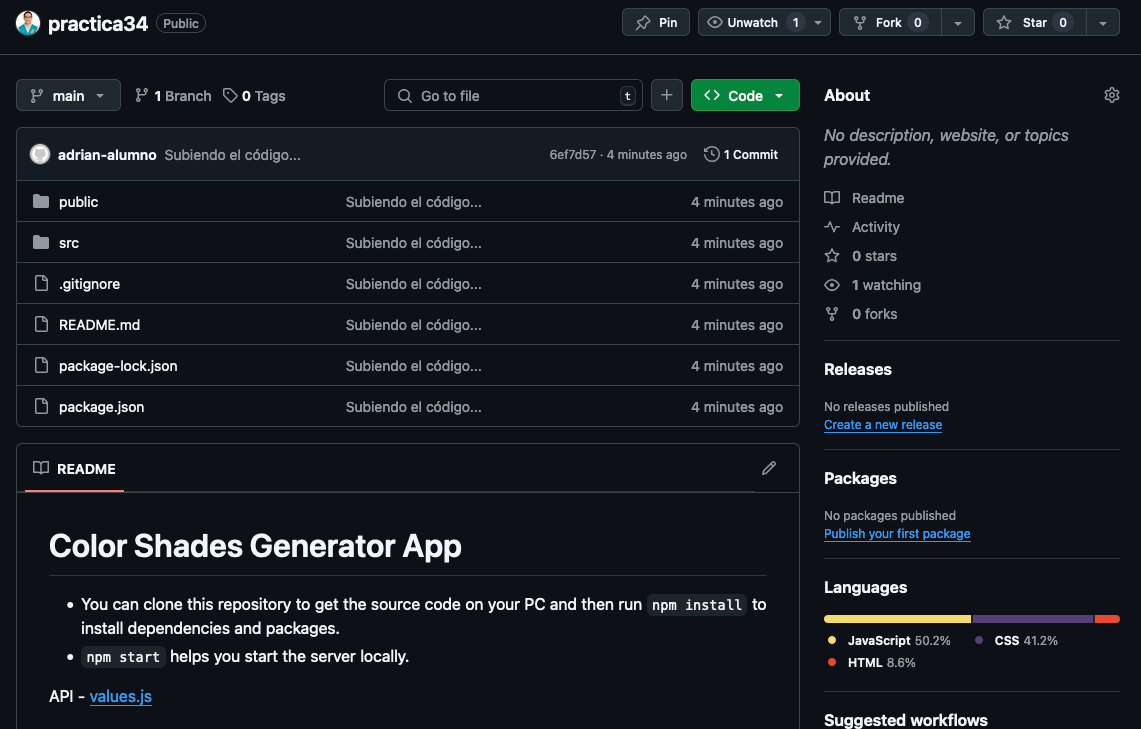 practica34 Public Pin Unwatch 1 Fork 0 Star 0
main 1 Branch 0 Tags Go to file t + <> Code
adrian-alumno Subiendo el código... 6ef7d57 · 4 minutes ago 1 Commit
public Subiendo el código... 4 minutes ago
src Subiendo el código... 4 minutes ago
.gitignore Subiendo el código... 4 minutes ago
README.md Subiendo el código... 4 minutes ago
package-lock.json Subiendo el código... 4 minutes ago
package.json Subiendo el código... 4 minutes ago
README
Color Shades Generator App
• You can clone this repository to get the source code on your PC and then run npm install to
install dependencies and packages.
• npm start helps you start the server locally.
API - values.js
About
No description, website, or topics
provided.
Readme
Activity
0 stars
1 watching
0 forks
Releases
No releases published
Create a new release
Packages
No packages published
Publish your first package
Languages
JavaScript 50.2% CSS 41.2%
HTML 8.6%
Suggested workflows